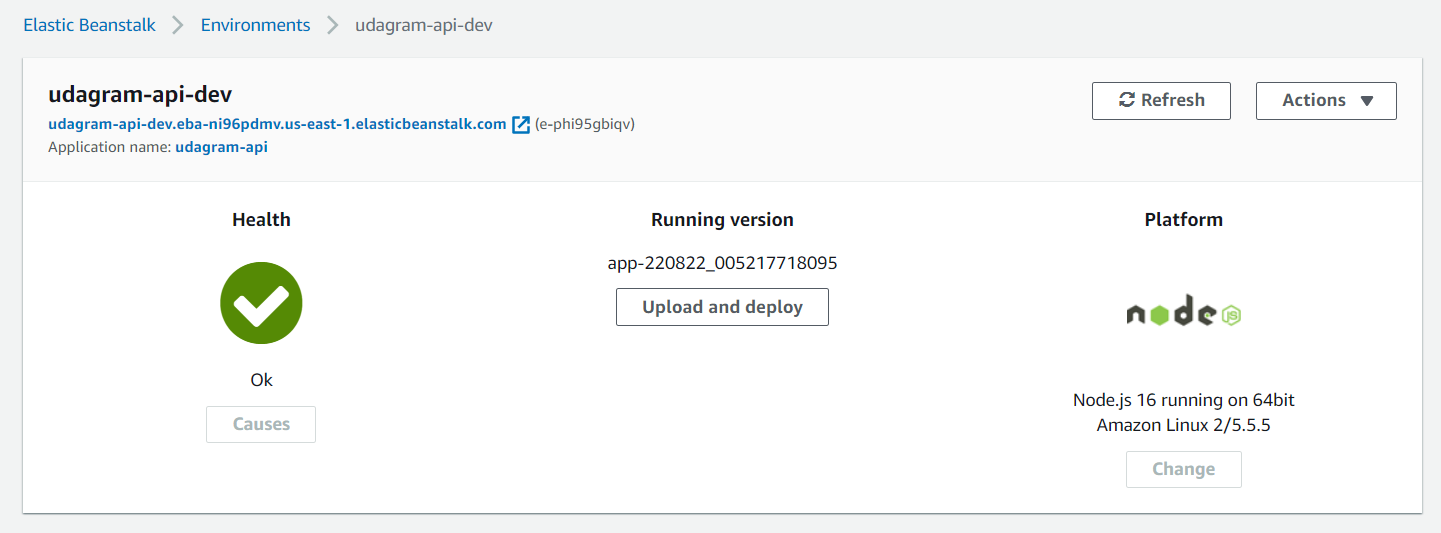 Elastic Beanstalk > Environments > udagram-api-dev
udagram-api-dev
Refresh
Actions
udagram-api-dev.eba-ni96pdmv.us-east-1.elasticbeanstalk.com (e-phi95gbiqv)
Application name: udagram-api
Health
Running version
Platform
app-220822_005217718095
Upload and deploy
node JS
Ok
Node.js 16 running on 64bit
Amazon Linux 2/5.5.5
Causes
Change